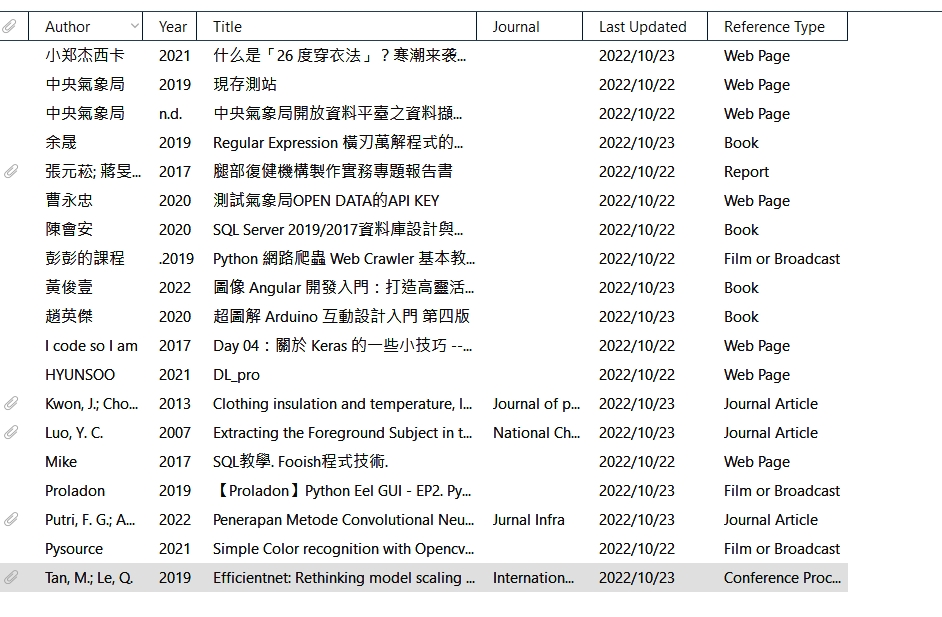 Author Year Title Journal Last Updated Reference Type
小郑杰西卡 2021 什么是「26 度穿衣法」？寒潮来袭... 2022/10/23 Web Page
中央氣象局 2019 現存測站 2022/10/22 Web Page
中央氣象局 n.d. 中央氣象局開放資料平臺之資料擷... 2022/10/22 Web Page
余晟 2019 Regular Expression 橫刃萬解程式的... 2022/10/23 Book
張元菘; 蔣旻... 2017 腿部復健機構製作實務專題報告書 2022/10/22 Report
曹永忠 2020 測試氣象局OPEN DATA的API KEY 2022/10/22 Web Page
陳會安 2020 SQL Server 2019/2017資料庫設計與... 2022/10/23 Book
彭彭的課程 .2019 Python 網路爬蟲 Web Crawler 基本教... 2022/10/22 Film or Broadcast
黃俊壹 2022 圖像 Angular 開發入門：打造高靈活... 2022/10/23 Book
趙英傑 2020 超圖解 Arduino 互動設計入門 第四版 2022/10/23 Book
I code so I am 2017 Day 04：關於 Keras 的一些小技巧 --... 2022/10/22 Web Page
HYUNSOO 2021 DL_pro 2022/10/22 Web Page
Kwon, J.; Cho... 2013 Clothing insulation and temperature, l... Journal of p... 2022/10/23 Journal Article
Luo, Y. C. 2007 Extracting the Foreground Subject in t... National Ch... 2022/10/23 Journal Article
Mike 2017 SQL教學. Fooish程式技術. 2022/10/22 Web Page
Proladon 2019 【Proladon】Python Eel GUI - EP2. Py... 2022/10/23 Film or Broadcast
Putri, F. G.; A... 2022 Penerapan Metode Convolutional Neu... Jurnal Infra 2022/10/23 Journal Article
Pysource 2021 Simple Color recognition with Opencv... 2022/10/22 Film or Broadcast
Tan, M.; Le, Q. 2019 Efficientnet: Rethinking model scaling ... Internation... 2022/10/23 Conference Proc...